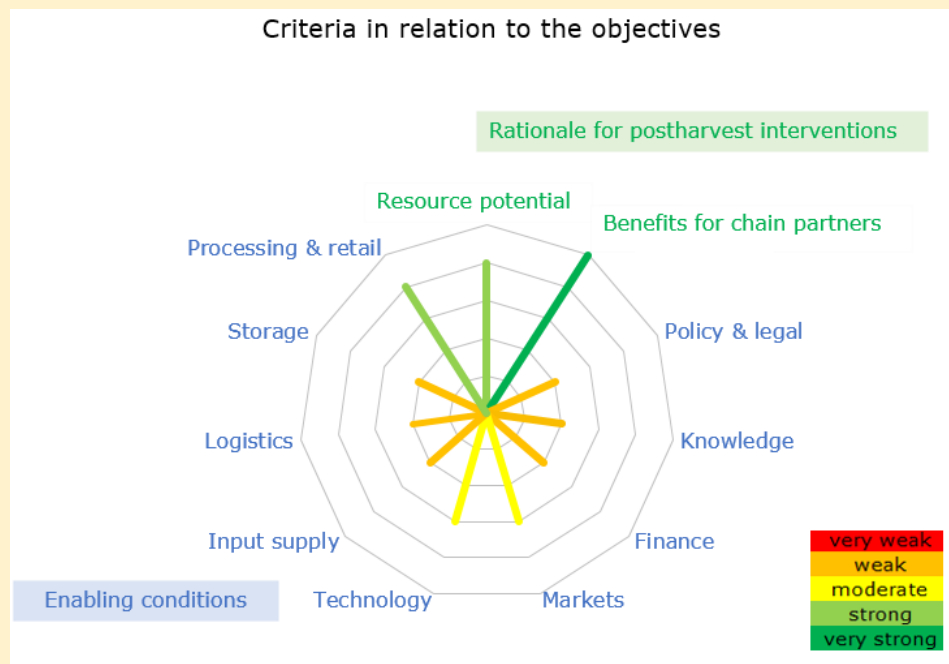 Criteria in relation to the objectives
Rationale for postharvest interventions
Resource potential
Benefits for chain partners
Processing & retail
Storage
Policy & legal
Logistics
Knowledge
Input supply
Finance
Enabling conditions
Technology
Markets
very weak
weak
moderate
strong
very strong